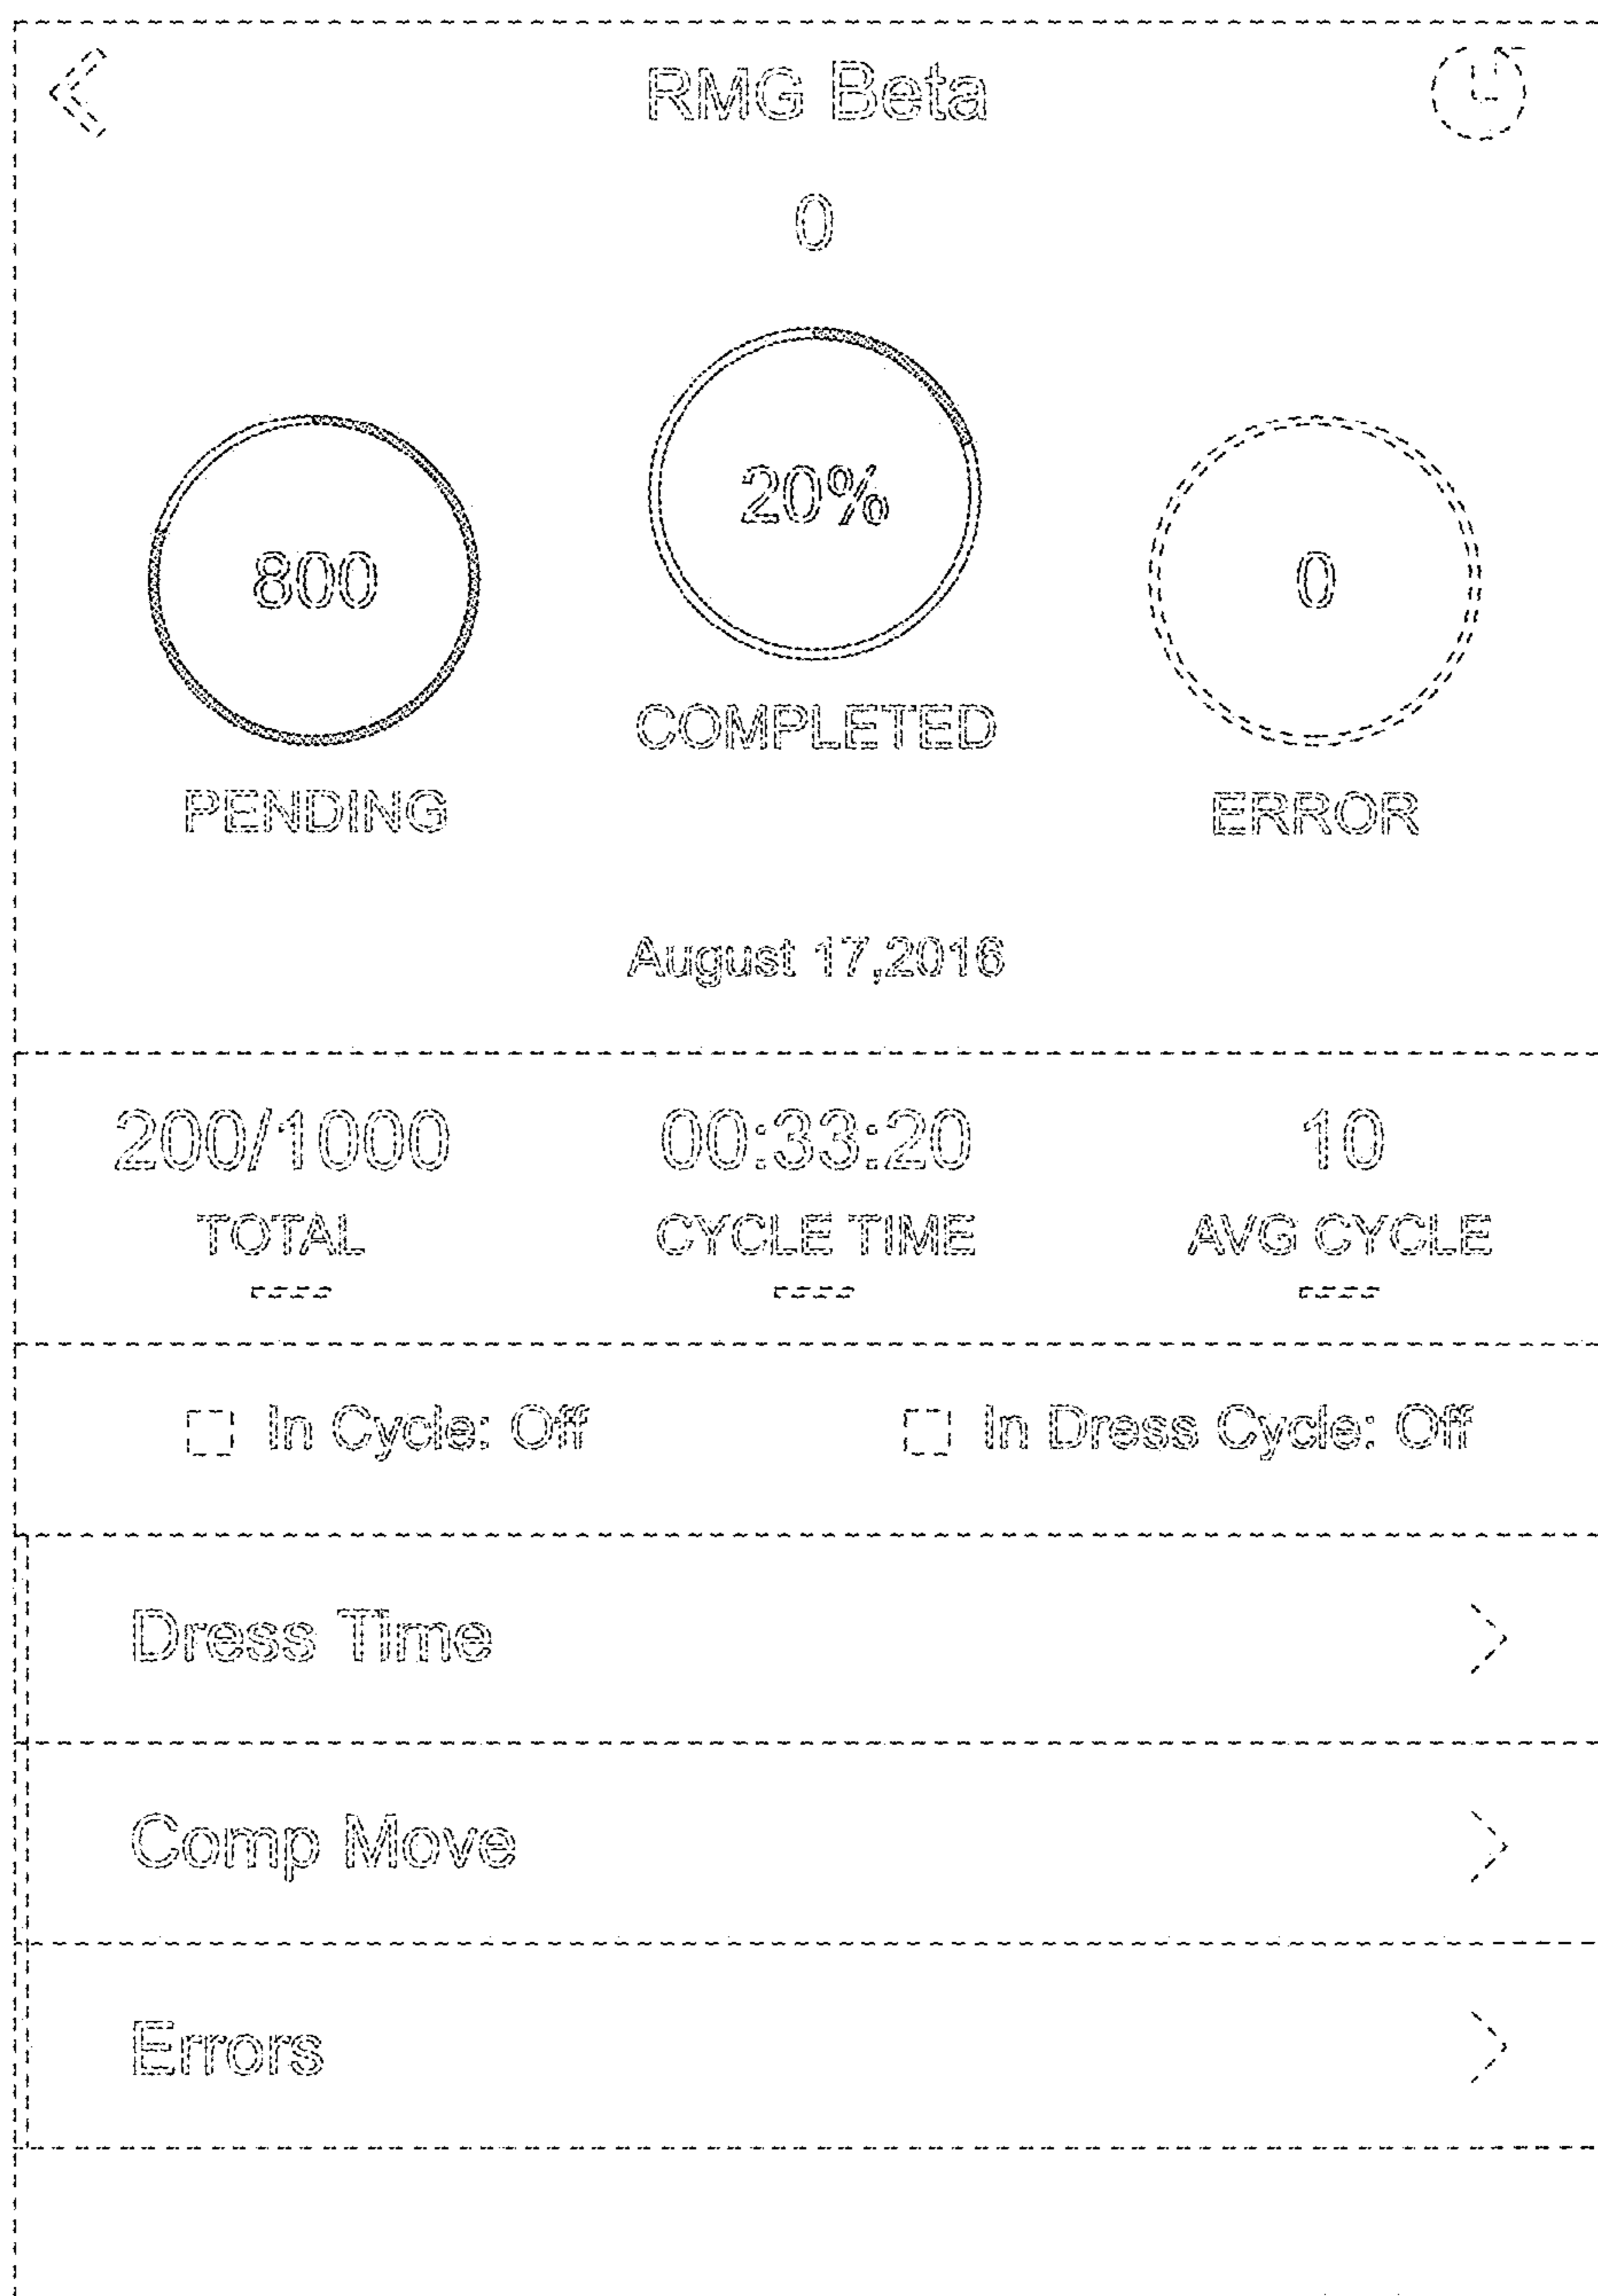 RMG Beta
0
800
20%
0
COMPLETED
PENDING
ERROR
August 17,2016
200/1000
00:33:20
10
TOTAL
CYCLE TIME
AVG CYCLE
In Cycle: Off
In Dress Cycle: Off
Dress Time
Comp Move
Errors